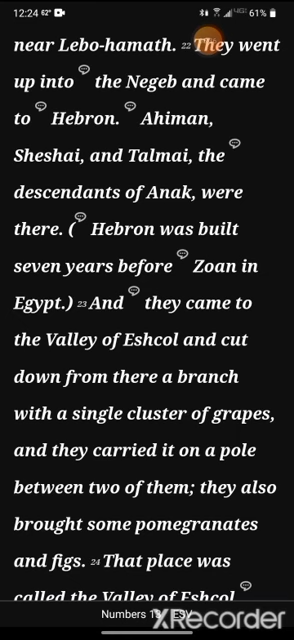 12:24 62° 61%
near Lebo-hamath. 22 They went
up into the Negeb and came
to Hebron. Ahiman,
Sheshai, and Talmai, the
descendants of Anak, were
there. ( Hebron was built
seven years before Zoan in
Egypt.) 23 And they came to
the Valley of Eshcol and cut
down from there a branch
with a single cluster of grapes,
and they carried it on a pole
between two of them; they also
brought some pomegranates
and figs. 24 That place was
called the Valley of Eshcol,
Numbers 13 ESV
XRecorder